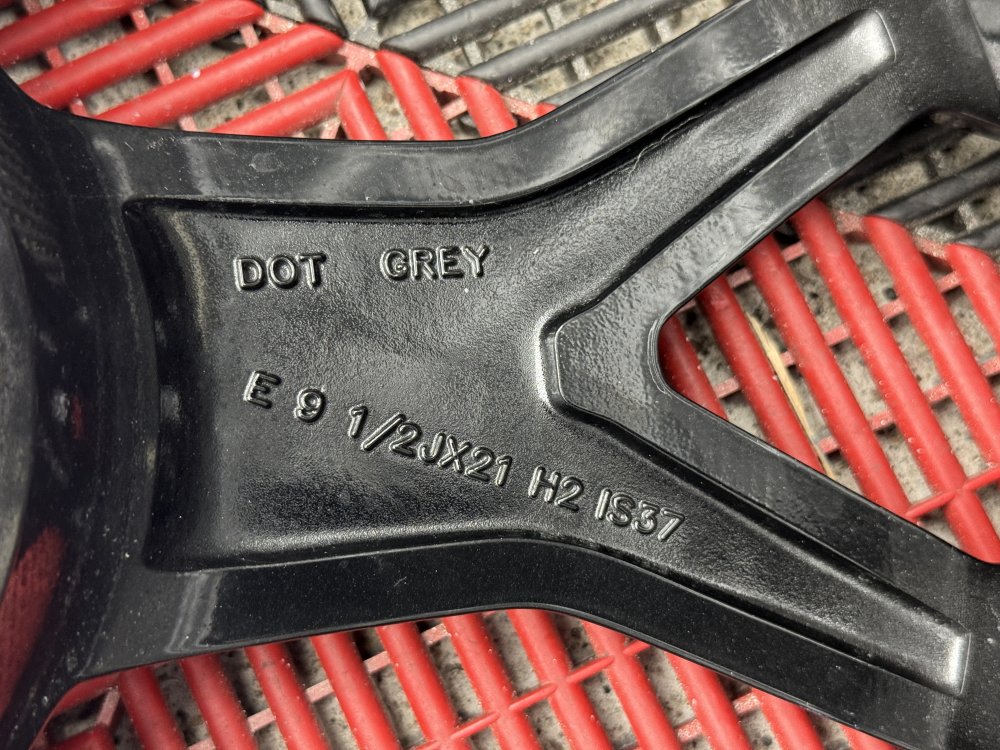 DOT GREY
E 9 1/2JX21 H2 IS37